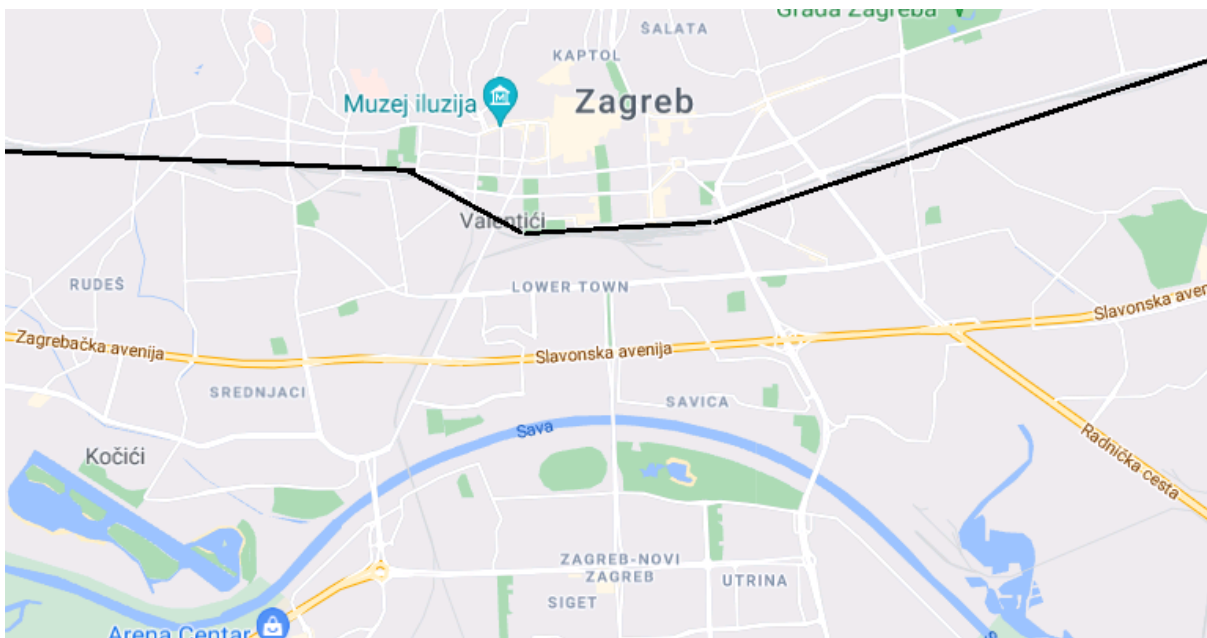 Grada Zagreba
ŠALATA
KAPTOL
Muzej iluzija
Zagreb
Valentići
RUDEŠ
LOWER TOWN
Slavonska aven
Zagrebačka avenija
Slavonska avenija
SREDNJACI
SAVICA
Sava
Kočići
Radnička cesta
ZAGREB-NOVI
ZAGREB
UTRINA
SIGET
Arena Centar